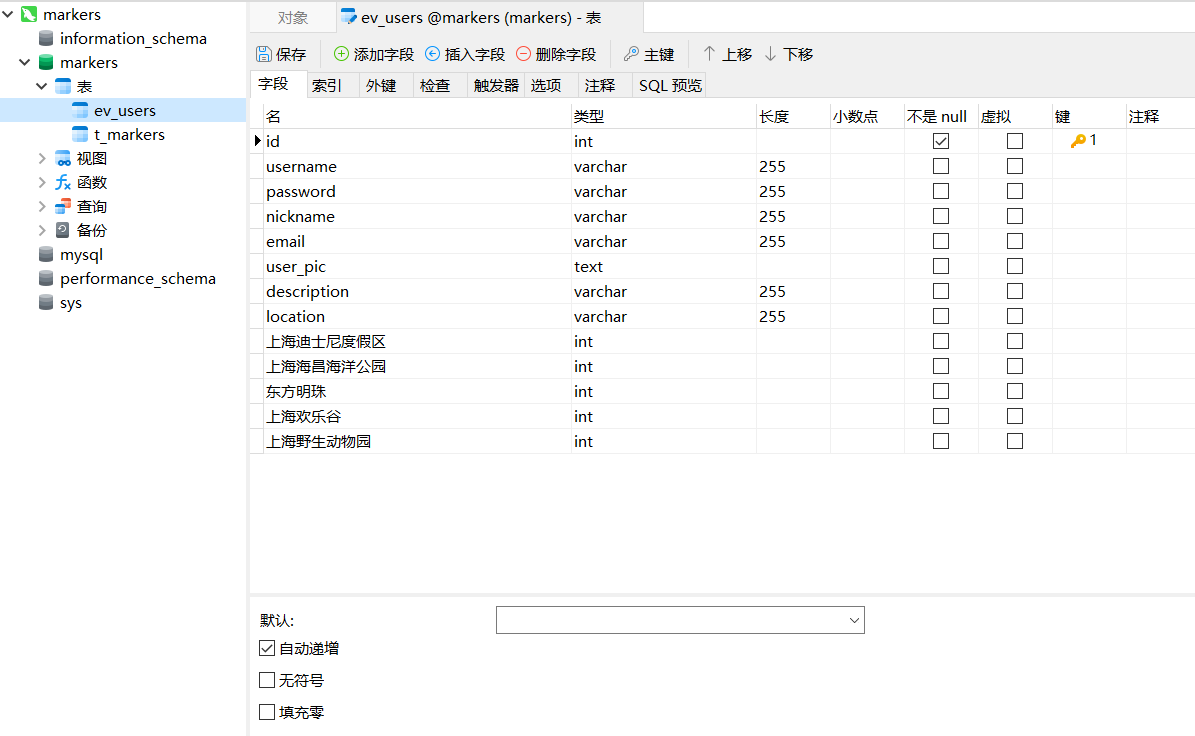 markers
information_schema
markers
表
ev_users
t_markers
视图
函数
查询
备份
mysql
performance_schema
sys
对象 ev_users @markers (markers) - 表
保存 添加字段 插入字段 删除字段 主键 上移 下移
字段 索引 外键 检查 触发器 选项 注释 SQL 预览
名 类型 长度 小数点 不是 null 虚拟 键 注释
id int 1
username varchar 255
password varchar 255
nickname varchar 255
email varchar 255
user_pic text
description varchar 255
location varchar 255
上海迪士尼度假区 int
上海海昌海洋公园 int
东方明珠 int
上海欢乐谷 int
上海野生动物园 int
默认:
自动递增
无符号
填充零